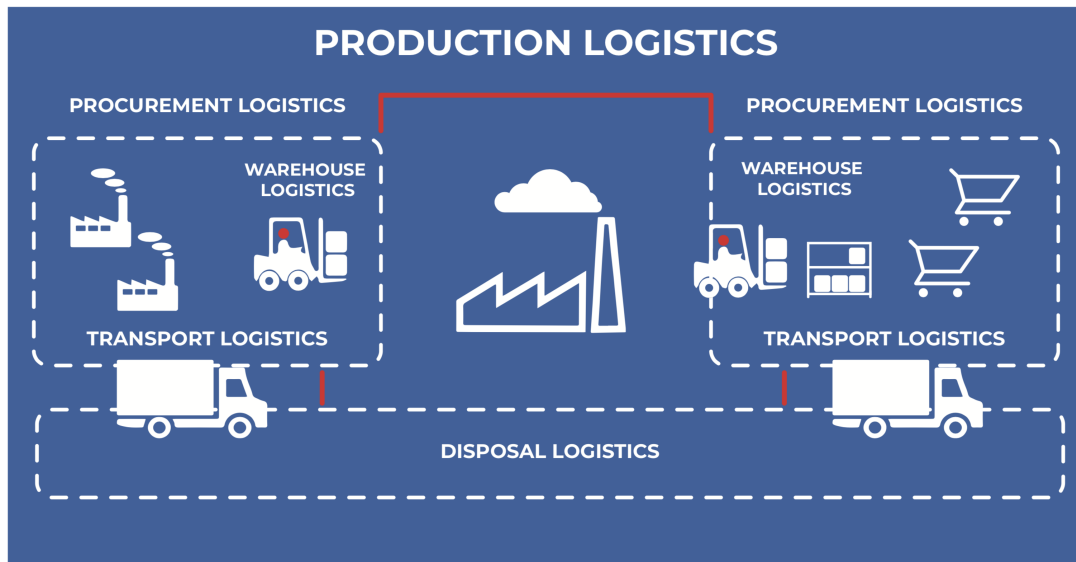 PRODUCTION LOGISTICS
PROCUREMENT LOGISTICS
WAREHOUSE
LOGISTICS
TRANSPORT LOGISTICS
PROCUREMENT LOGISTICS
WAREHOUSE
LOGISTICS
TRANSPORT LOGISTICS
DISPOSAL LOGISTICS